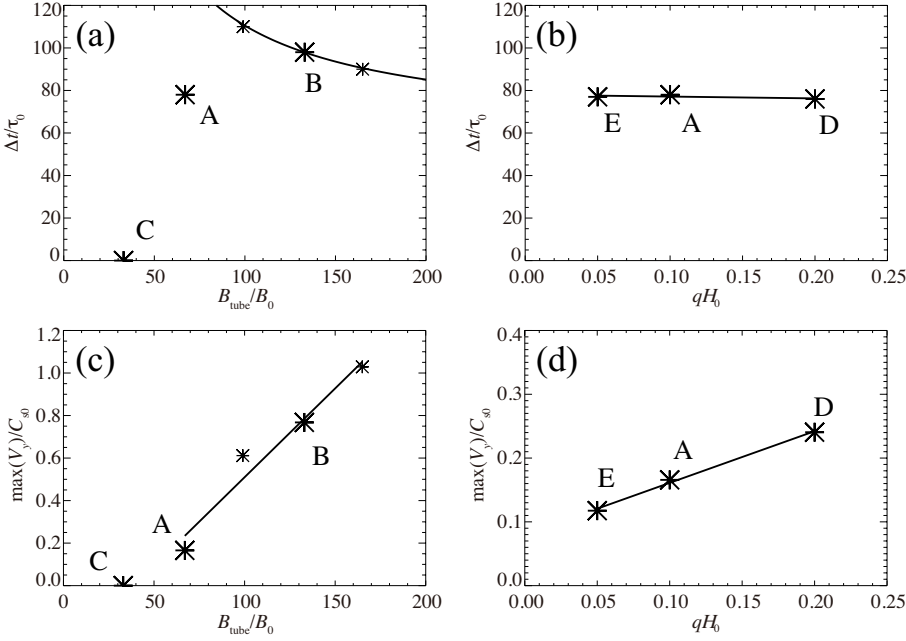 (a)
120
100
80
60
40
20
0
Δt/τ0
A
B
C
0 50 100 150 200
Btube/B0
(b)
120
100
80
60
40
20
0
Δt/τ0
E A D
0.00 0.05 0.10 0.15 0.20 0.25
qH0
(c)
1.2
1.0
0.8
0.6
0.4
0.2
0.0
max(Vy)/Cs0
B
A
C
0 50 100 150 200
Btube/B0
(d)
0.4
0.3
0.2
0.1
0.0
max(Vy)/Cs0
D
A
E
0.00 0.05 0.10 0.15 0.20 0.25
qH0